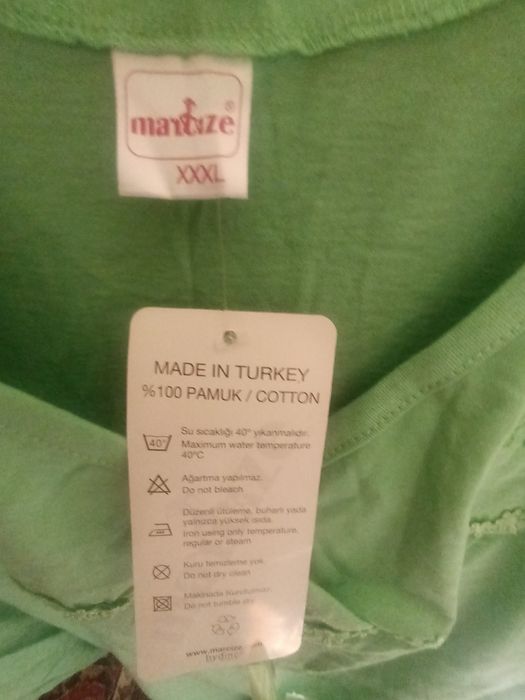 marcize®
XXXL
MADE IN TURKEY
%100 PAMUK / COTTON
40°
Su sıcaklığı 40° yıkanmalıdır.
Maximum water temperature
40°C
Ağartma yapılmaz.
Do not bleach
Düzenli ütüleme, buharlı yada
yalnızca yüksek ısıda.
Iron using only temperature,
regular or steam
Kuru temizleme yok.
Do not dry clean
Makinada kurutulmaz.
Do not tumble dry